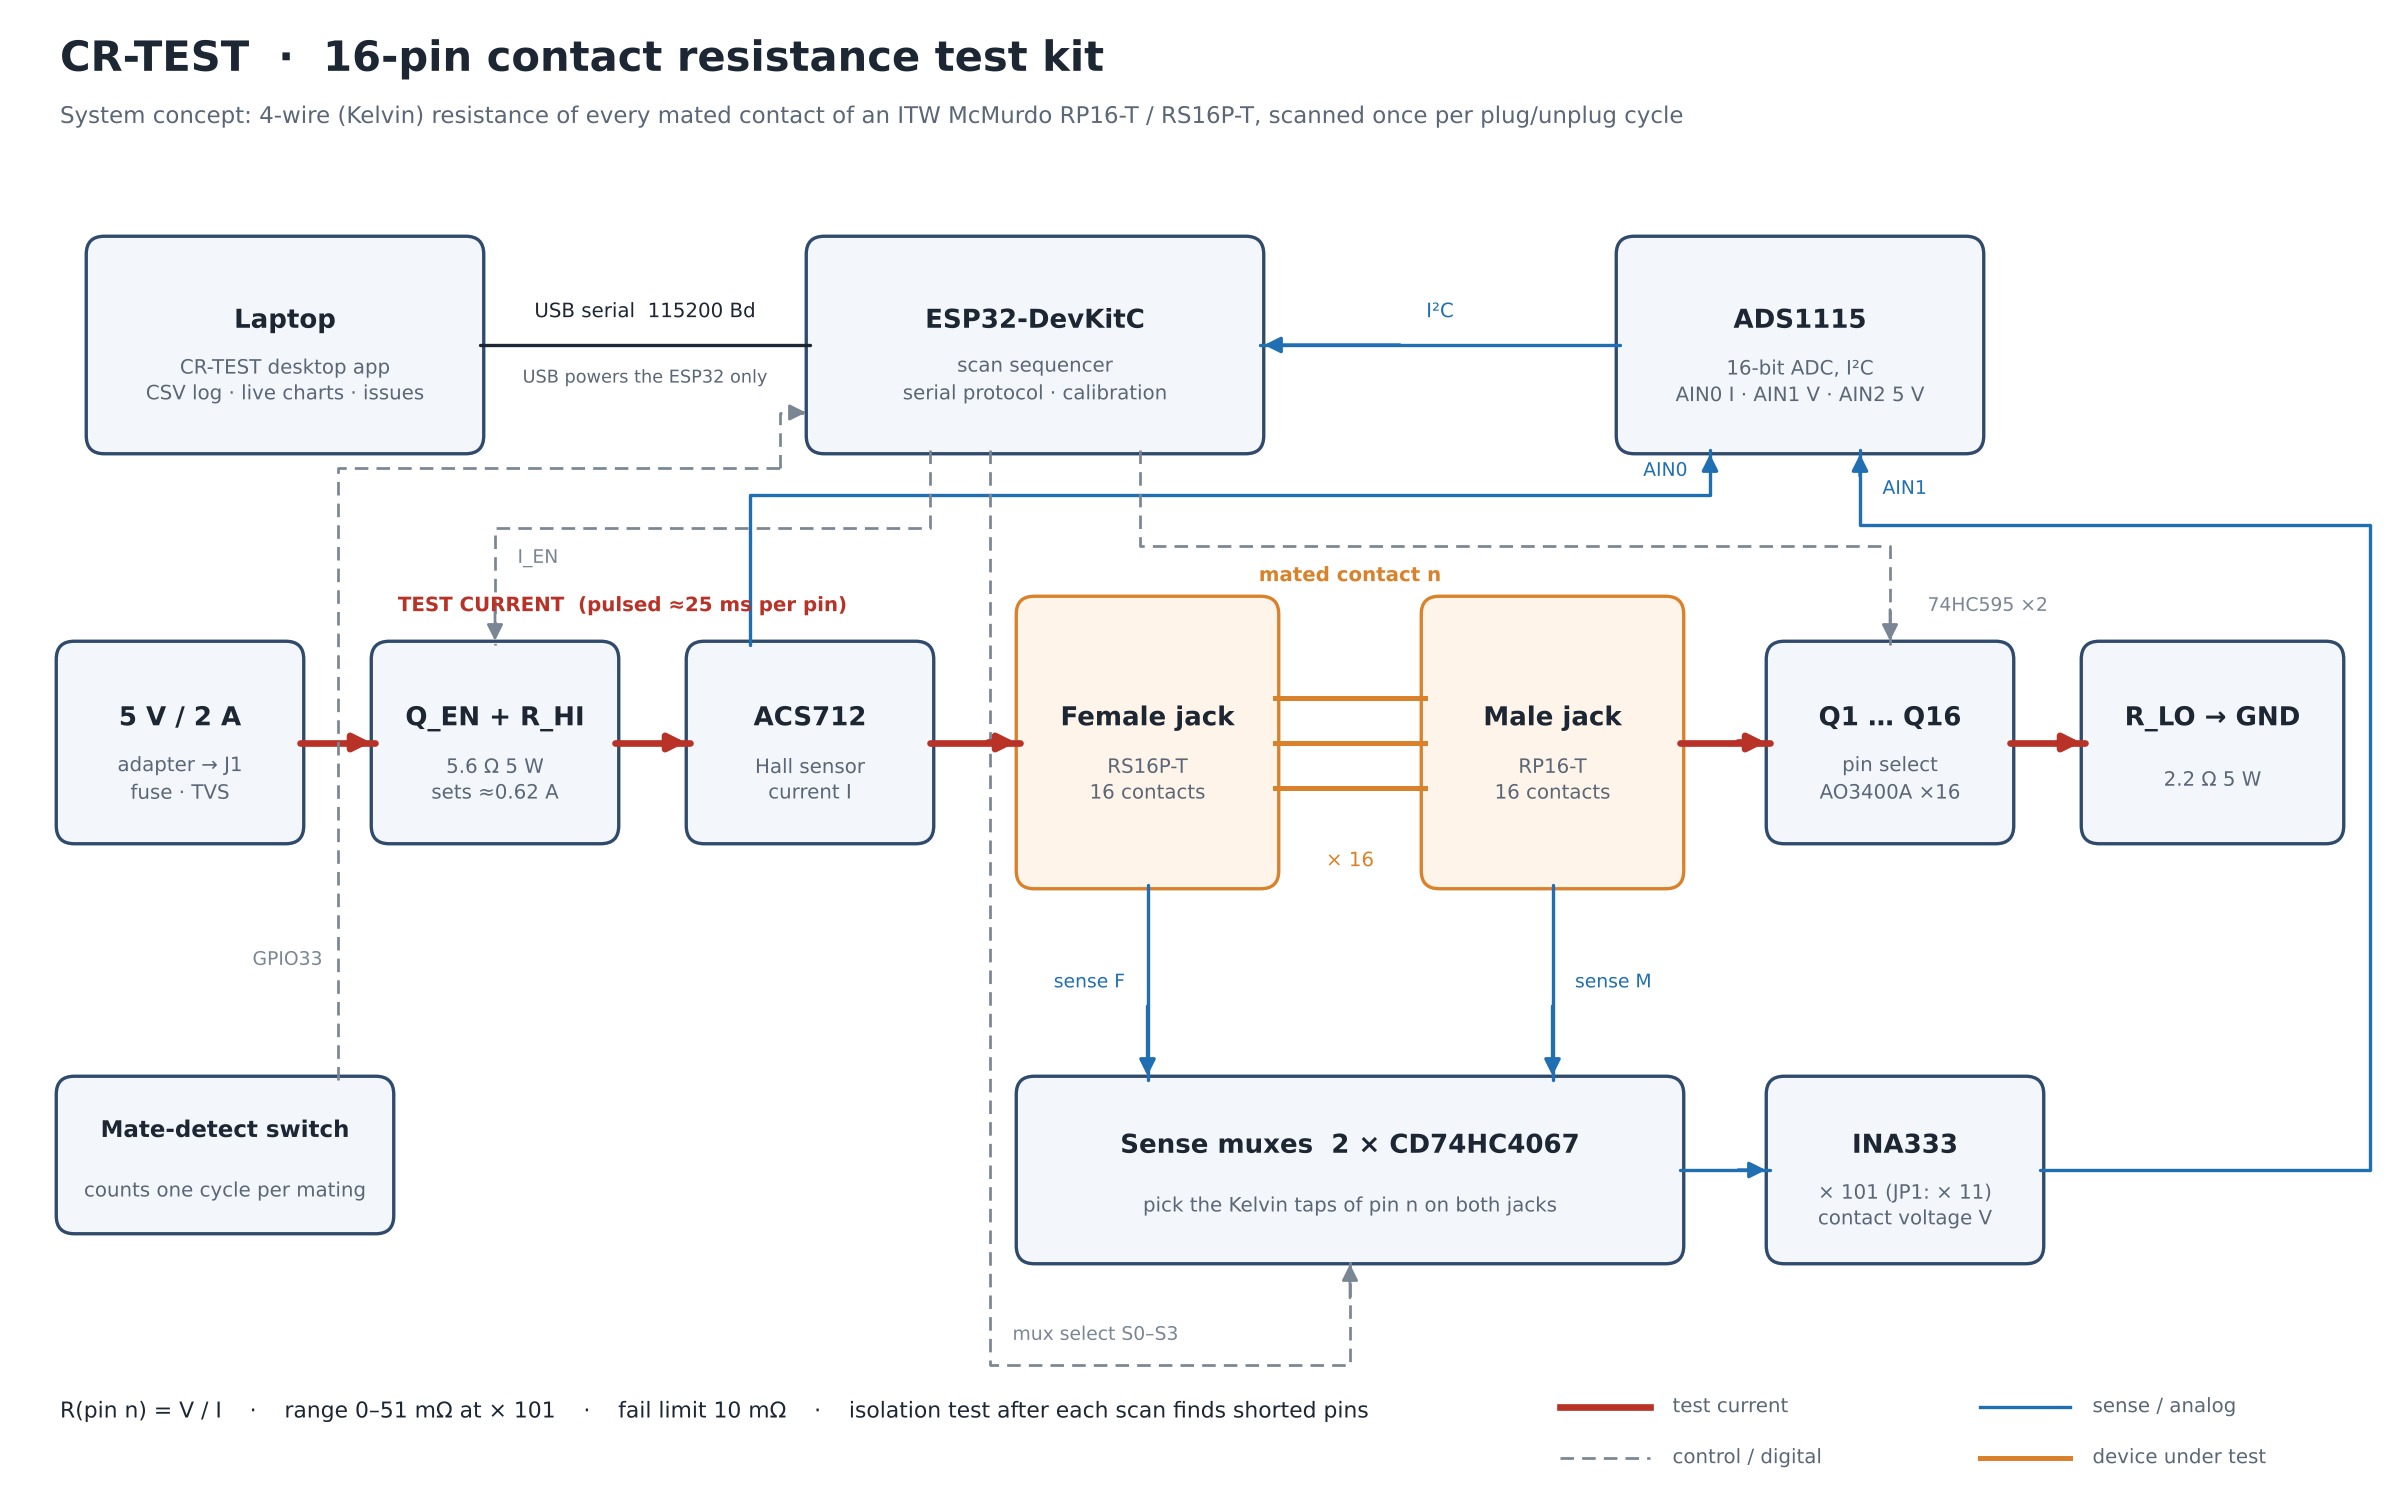 CR-TEST · 16-pin contact resistance test kit
System concept: 4-wire (Kelvin) resistance of every mated contact of an ITW McMurdo RP16-T / RS16P-T, scanned once per plug/unplug cycle
Laptop
CR-TEST desktop app
CSV log · live charts · issues
USB serial 115200 Bd
USB powers the ESP32 only
ESP32-DevKitC
scan sequencer
serial protocol · calibration
I²C
ADS1115
16-bit ADC, I²C
AIN0 I · AIN1 V · AIN2 5 V
AIN0
AIN1
I_EN
TEST CURRENT (pulsed ≈25 ms per pin)
mated contact n
74HC595 ×2
5 V / 2 A
adapter → J1
fuse · TVS
Q_EN + R_HI
5.6 Ω 5 W
sets ≈0.62 A
ACS712
Hall sensor
current I
Female jack
RS16P-T
16 contacts
× 16
Male jack
RP16-T
16 contacts
Q1 … Q16
pin select
AO3400A ×16
R_LO → GND
2.2 Ω 5 W
GPIO33
sense F
sense M
Mate-detect switch
counts one cycle per mating
Sense muxes 2 × CD74HC4067
pick the Kelvin taps of pin n on both jacks
INA333
× 101 (JP1: × 11)
contact voltage V
mux select S0–S3
R(pin n) = V / I · range 0–51 mΩ at × 101 · fail limit 10 mΩ · isolation test after each scan finds shorted pins
test current
sense / analog
control / digital
device under test